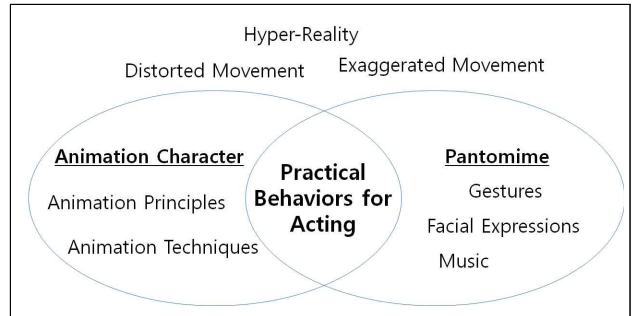 Hyper-Reality
Distorted Movement
Exaggerated Movement
Animation Character
Animation Principles
Animation Techniques
Practical
Behaviors for
Acting
Pantomime
Gestures
Facial Expressions
Music